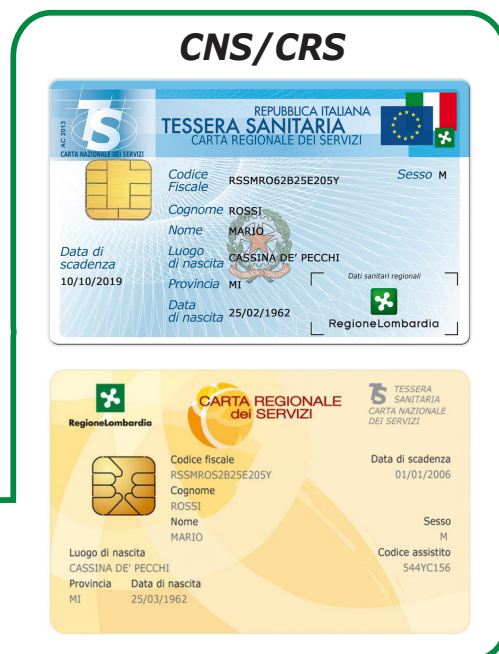 CNS/CRS
AC 2013
TS
CARTA NAZIONALE DEI SERVIZI
REPUBBLICA ITALIANA
TESSERA SANITARIA
CARTA REGIONALE DEI SERVIZI
Codice
Fiscale
RSSMRO62B25E205Y
Sesso M
Cognome ROSSI
Nome MARIO
Data di
scadenza
10/10/2019
Luogo
di nascita CASSINA DE' PECCHI
Provincia MI
Data
di nascita 25/02/1962
Dati sanitari regionali
RegioneLombardia
RegioneLombardia
CARTA REGIONALE
dei SERVIZI
TS TESSERA
SANITARIA
CARTA NAZIONALE
DEI SERVIZI
Codice fiscale
RSSMROS2B25E205Y
Data di scadenza
01/01/2006
Cognome
ROSSI
Nome
MARIO
Sesso
M
Luogo di nascita
CASSINA DE' PECCHI
Codice assistito
544YC156
Provincia Data di nascita
MI 25/03/1962